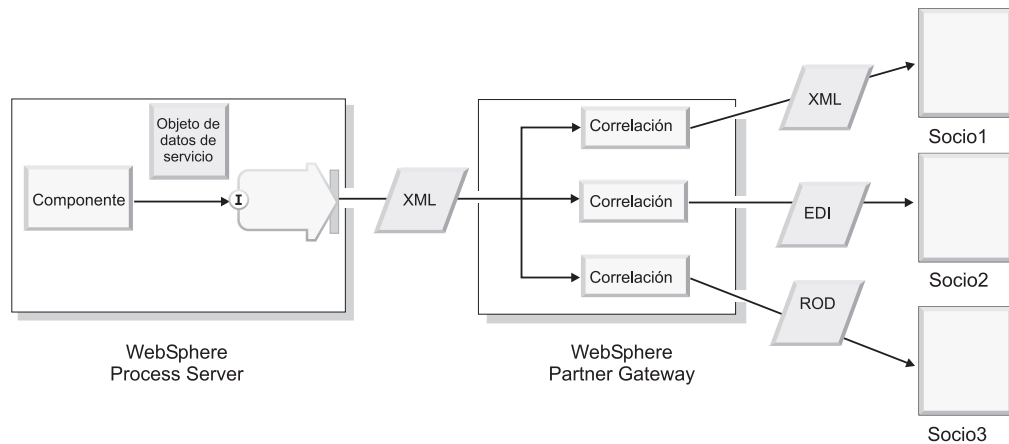 Objeto de
datos de
servicio
Componente
I
XML
Correlación
Correlación
Correlación
XML
EDI
ROD
Socio1
Socio2
Socio3
WebSphere
Process Server
WebSphere
Partner Gateway